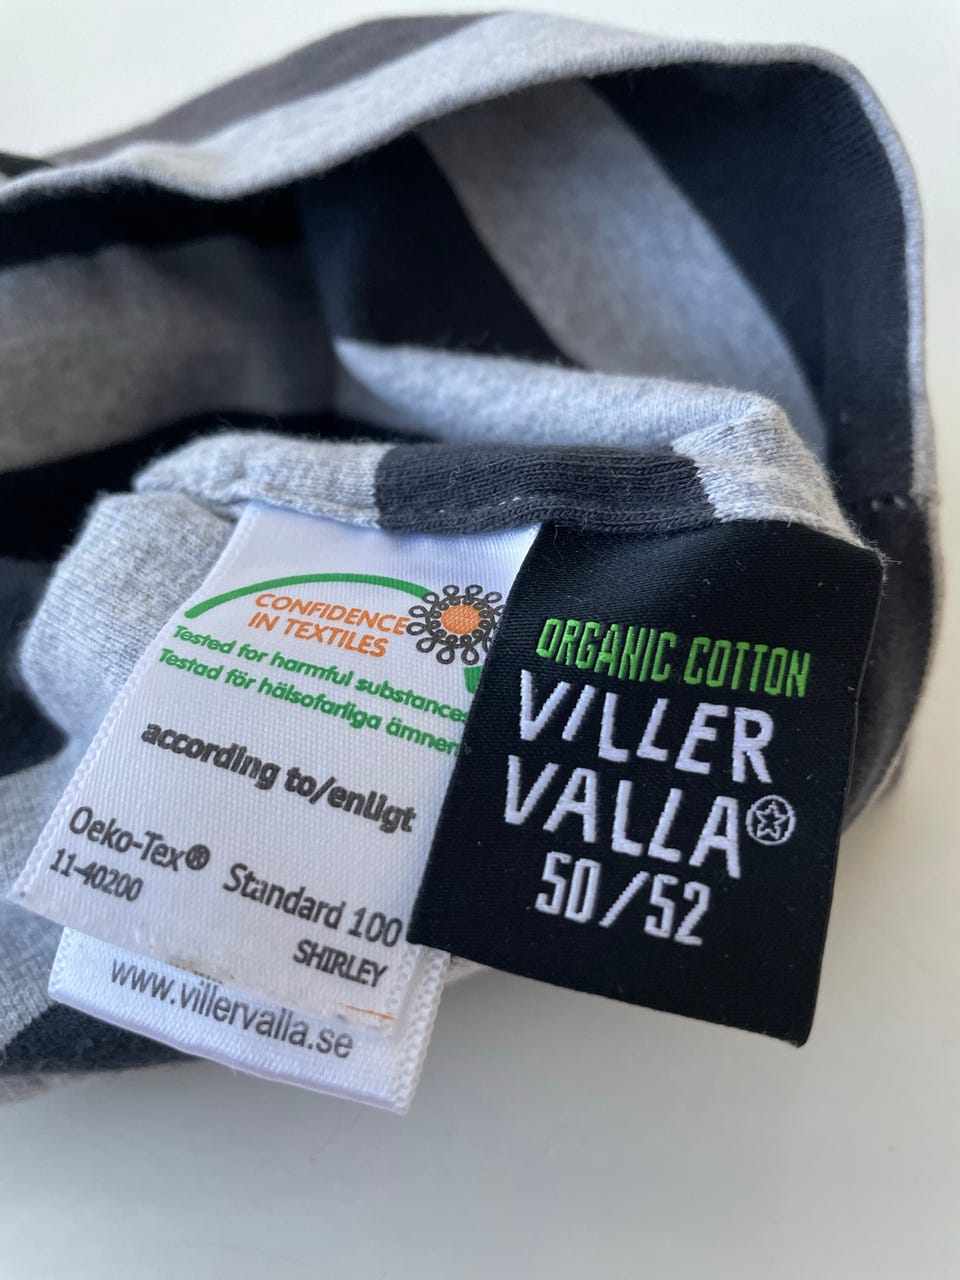 CONFIDENCE
IN TEXTILES
Tested for harmful substances
Testad för hälsofarliga ämnen
according to/enligt
Oeko-Tex® Standard 100
11-40200 SHIRLEY
www.villervalla.se
ORGANIC COTTON
VILLER
VALLA
50/52